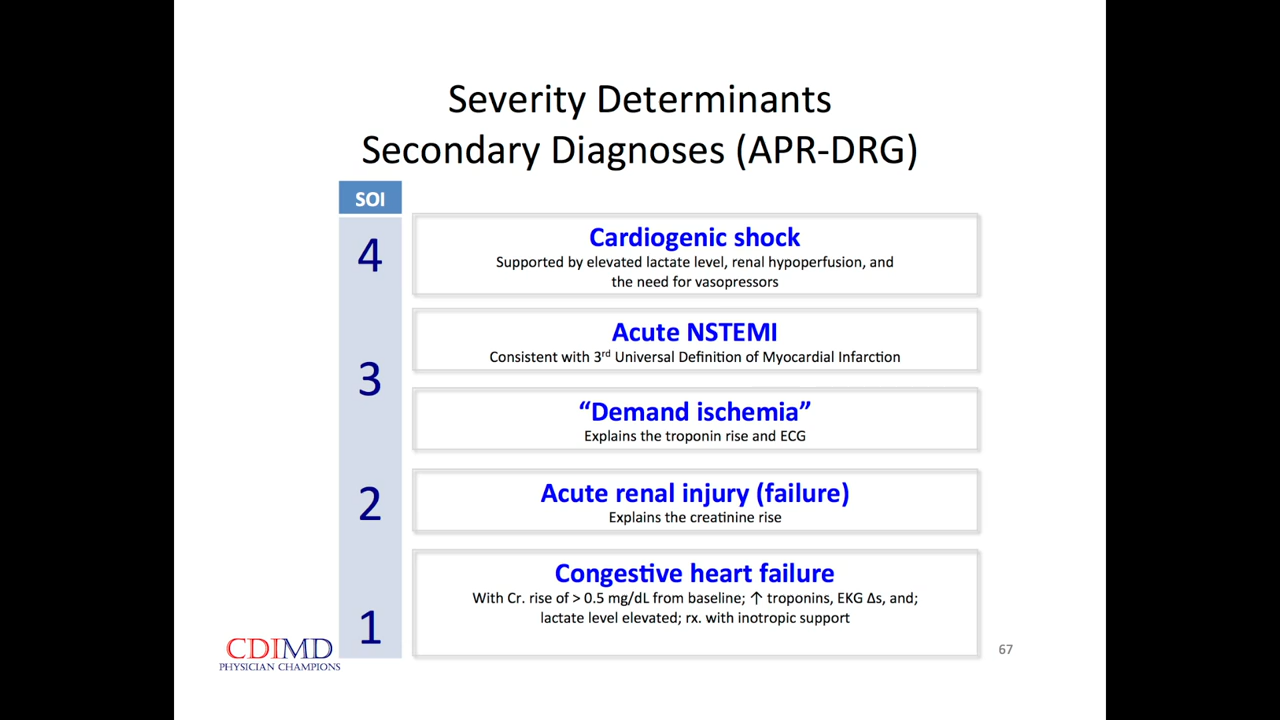 Severity Determinants
Secondary Diagnoses (APR-DRG)
SOI
4
Cardiogenic shock
Supported by elevated lactate level, renal hypoperfusion, and
the need for vasopressors
3
Acute NSTEMI
Consistent with 3rd Universal Definition of Myocardial Infarction
“Demand ischemia”
Explains the troponin rise and ECG
2
Acute renal injury (failure)
Explains the creatinine rise
1
Congestive heart failure
With Cr. rise of > 0.5 mg/dL from baseline; ↑ troponins, EKG Δs, and;
lactate level elevated; rx. with inotropic support
CDIMD
PHYSICIAN CHAMPIONS
67